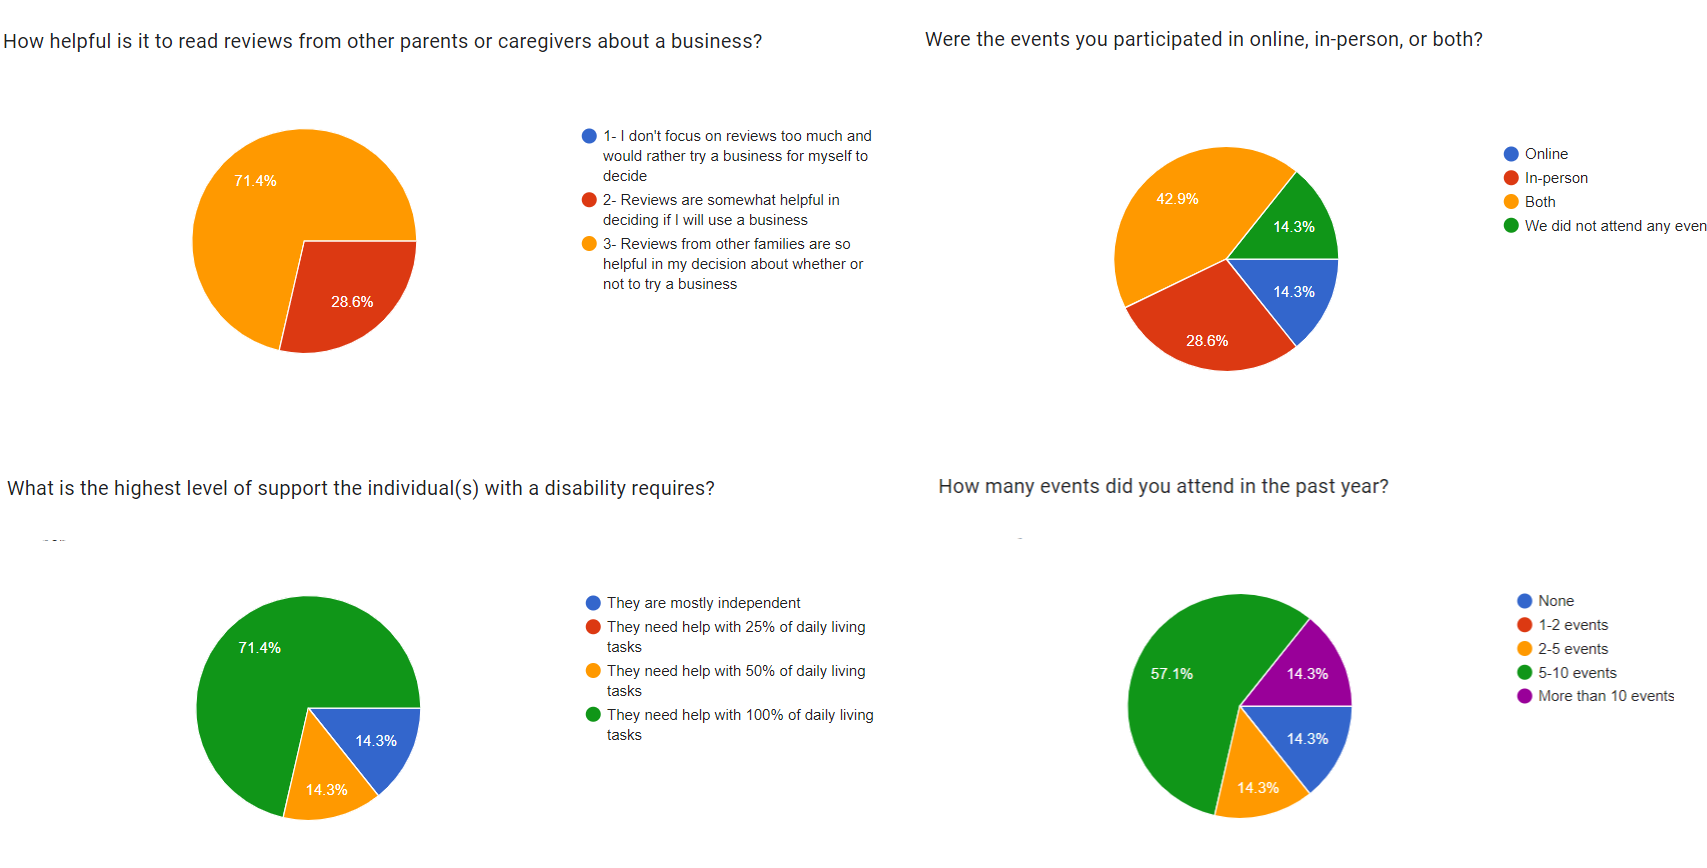 How helpful is it to read reviews from other parents or caregivers about a business?
71.4%
28.6%
1- I don't focus on reviews too much and
would rather try a business for myself to
decide
2- Reviews are somewhat helpful in
deciding if I will use a business
3- Reviews from other families are so
helpful in my decision about whether or
not to try a business
Were the events you participated in online, in-person, or both?
42.9%
14.3%
14.3%
28.6%
Online
In-person
Both
We did not attend any even
What is the highest level of support the individual(s) with a disability requires?
71.4%
14.3%
14.3%
They are mostly independent
They need help with 25% of daily living
tasks
They need help with 50% of daily living
tasks
They need help with 100% of daily living
tasks
How many events did you attend in the past year?
57.1%
14.3%
14.3%
14.3%
None
1-2 events
2-5 events
5-10 events
More than 10 events